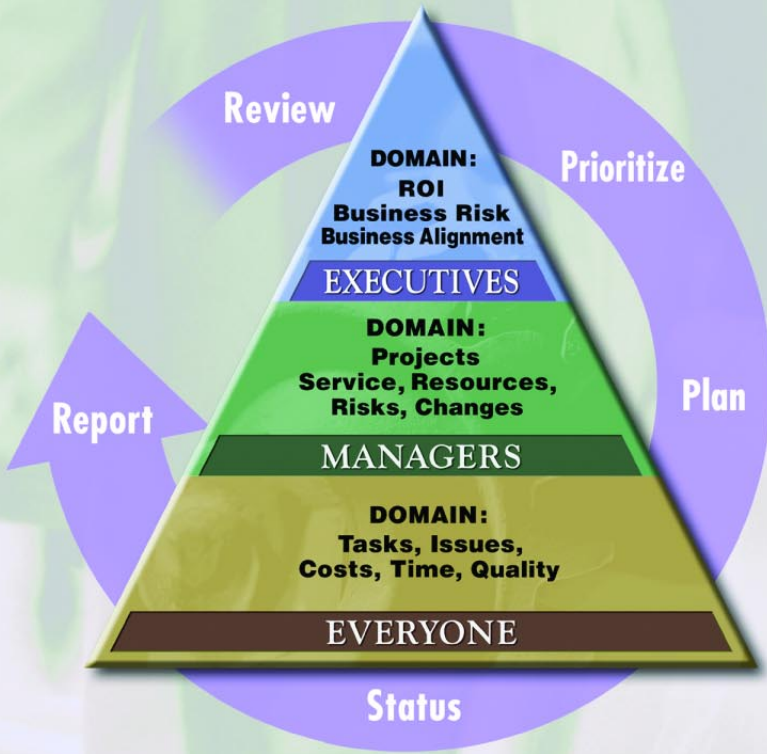 Review
Prioritize
Plan
Status
Report
DOMAIN:
ROI
Business Risk
Business Alignment
EXECUTIVES
DOMAIN:
Projects
Service, Resources,
Risks, Changes
MANAGERS
DOMAIN:
Tasks, Issues,
Costs, Time, Quality
EVERYONE